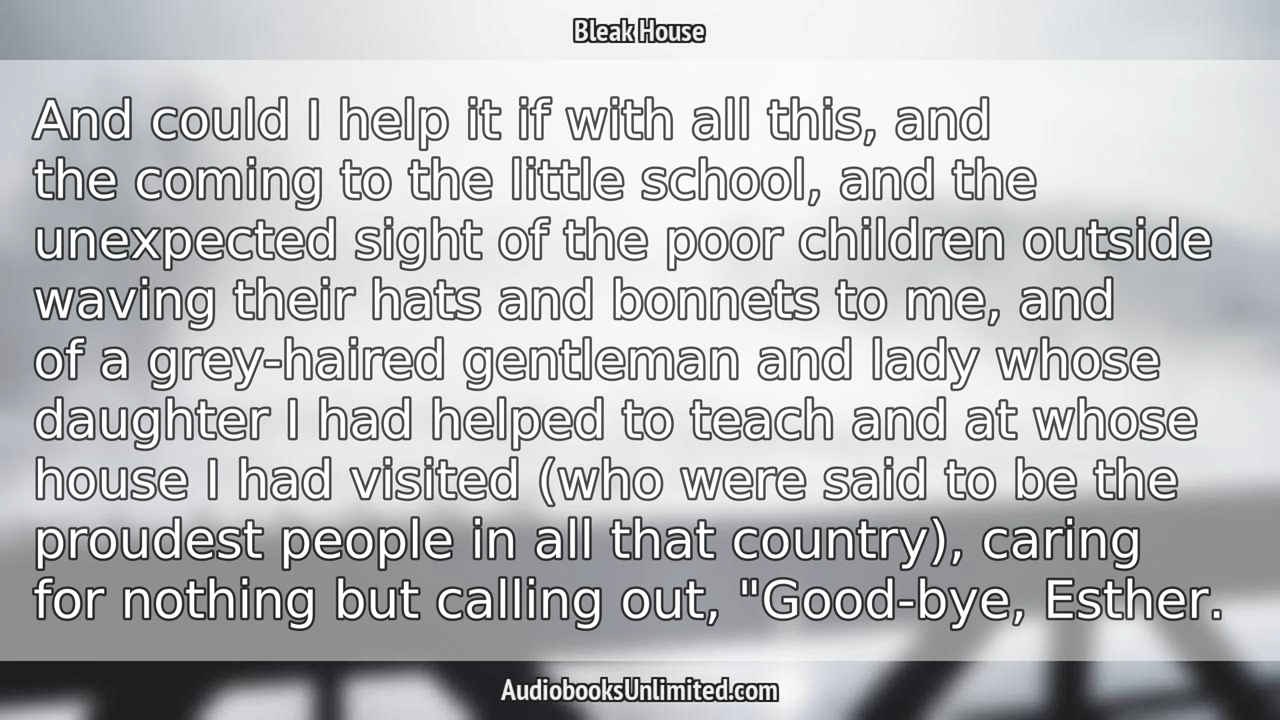 Bleak House
And could I help it if with all this, and
the coming to the little school, and the
unexpected sight of the poor children outside
waving their hats and bonnets to me, and
of a grey-haired gentleman and lady whose
daughter I had helped to teach and at whose
house I had visited (who were said to be the
proudest people in all that country), caring
for nothing but calling out, "Good-bye, Esther.
AudiobooksUnlimited.com